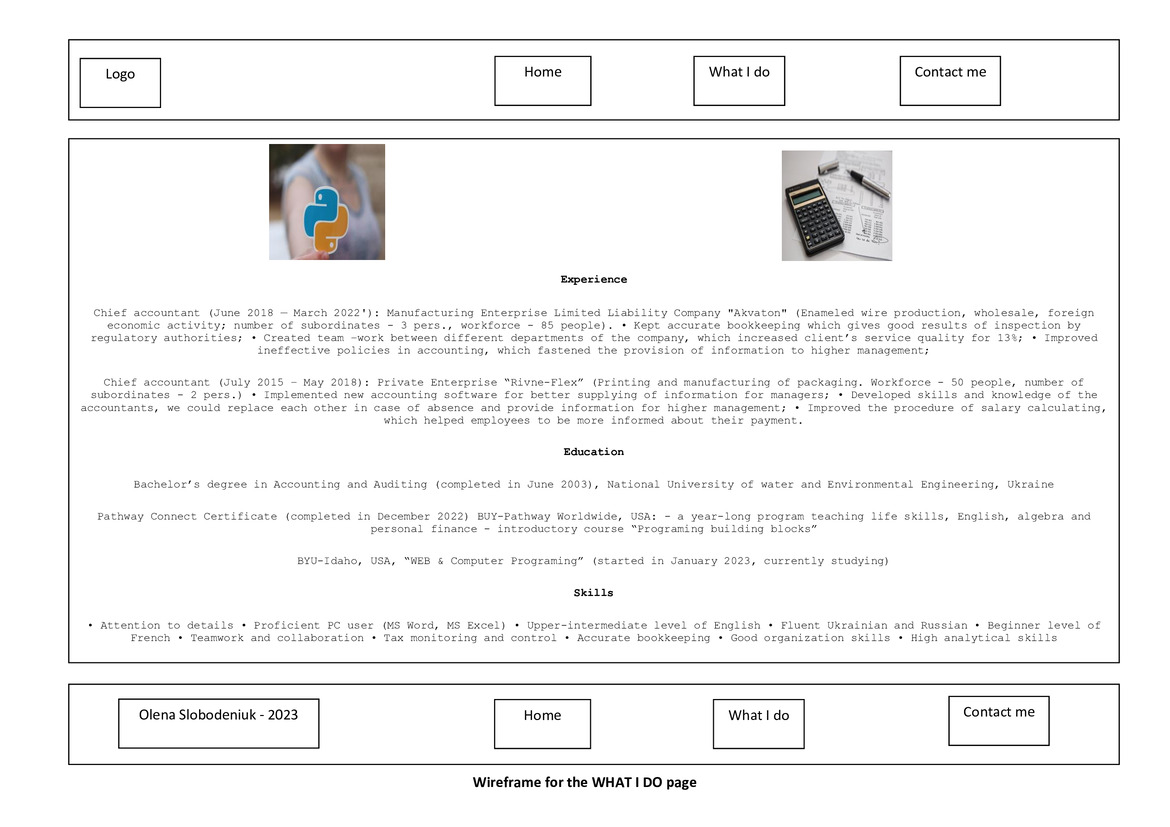 Logo
Home
What I do
Contact me
Experience
Chief accountant (June 2018 – March 2022'): Manufacturing Enterprise Limited Liability Company "Akvaton" (Enameled wire production, wholesale, foreign
economic activity; number of subordinates - 3 pers., workforce - 85 people). • Kept accurate bookkeeping which gives good results of inspection by
regulatory authorities; • Created team –work between different departments of the company, which increased client’s service quality for 13%; • Improved
ineffective policies in accounting, which fastened the provision of information to higher management;
Chief accountant (July 2015 – May 2018): Private Enterprise “Rivne-Flex” (Printing and manufacturing of packaging. Workforce - 50 people, number of
subordinates - 2 pers.) • Implemented new accounting software for better supplying of information for managers; • Developed skills and knowledge of the
accountants, we could replace each other in case of absence and provide information for higher management; • Improved the procedure of salary calculating,
which helped employees to be more informed about their payment.
Education
Bachelor’s degree in Accounting and Auditing (completed in June 2003), National University of water and Environmental Engineering, Ukraine
Pathway Connect Certificate (completed in December 2022) BUY-Pathway Worldwide, USA: - a year-long program teaching life skills, English, algebra and
personal finance - introductory course “Programing building blocks”
BYU-Idaho, USA, “WEB & Computer Programing” (started in January 2023, currently studying)
Skills
• Attention to details • Proficient PC user (MS Word, MS Excel) • Upper-intermediate level of English • Fluent Ukrainian and Russian • Beginner level of
French • Teamwork and collaboration • Tax monitoring and control • Accurate bookkeeping • Good organization skills • High analytical skills
Olena Slobodeniuk - 2023
Home
What I do
Contact me
Wireframe for the WHAT I DO page